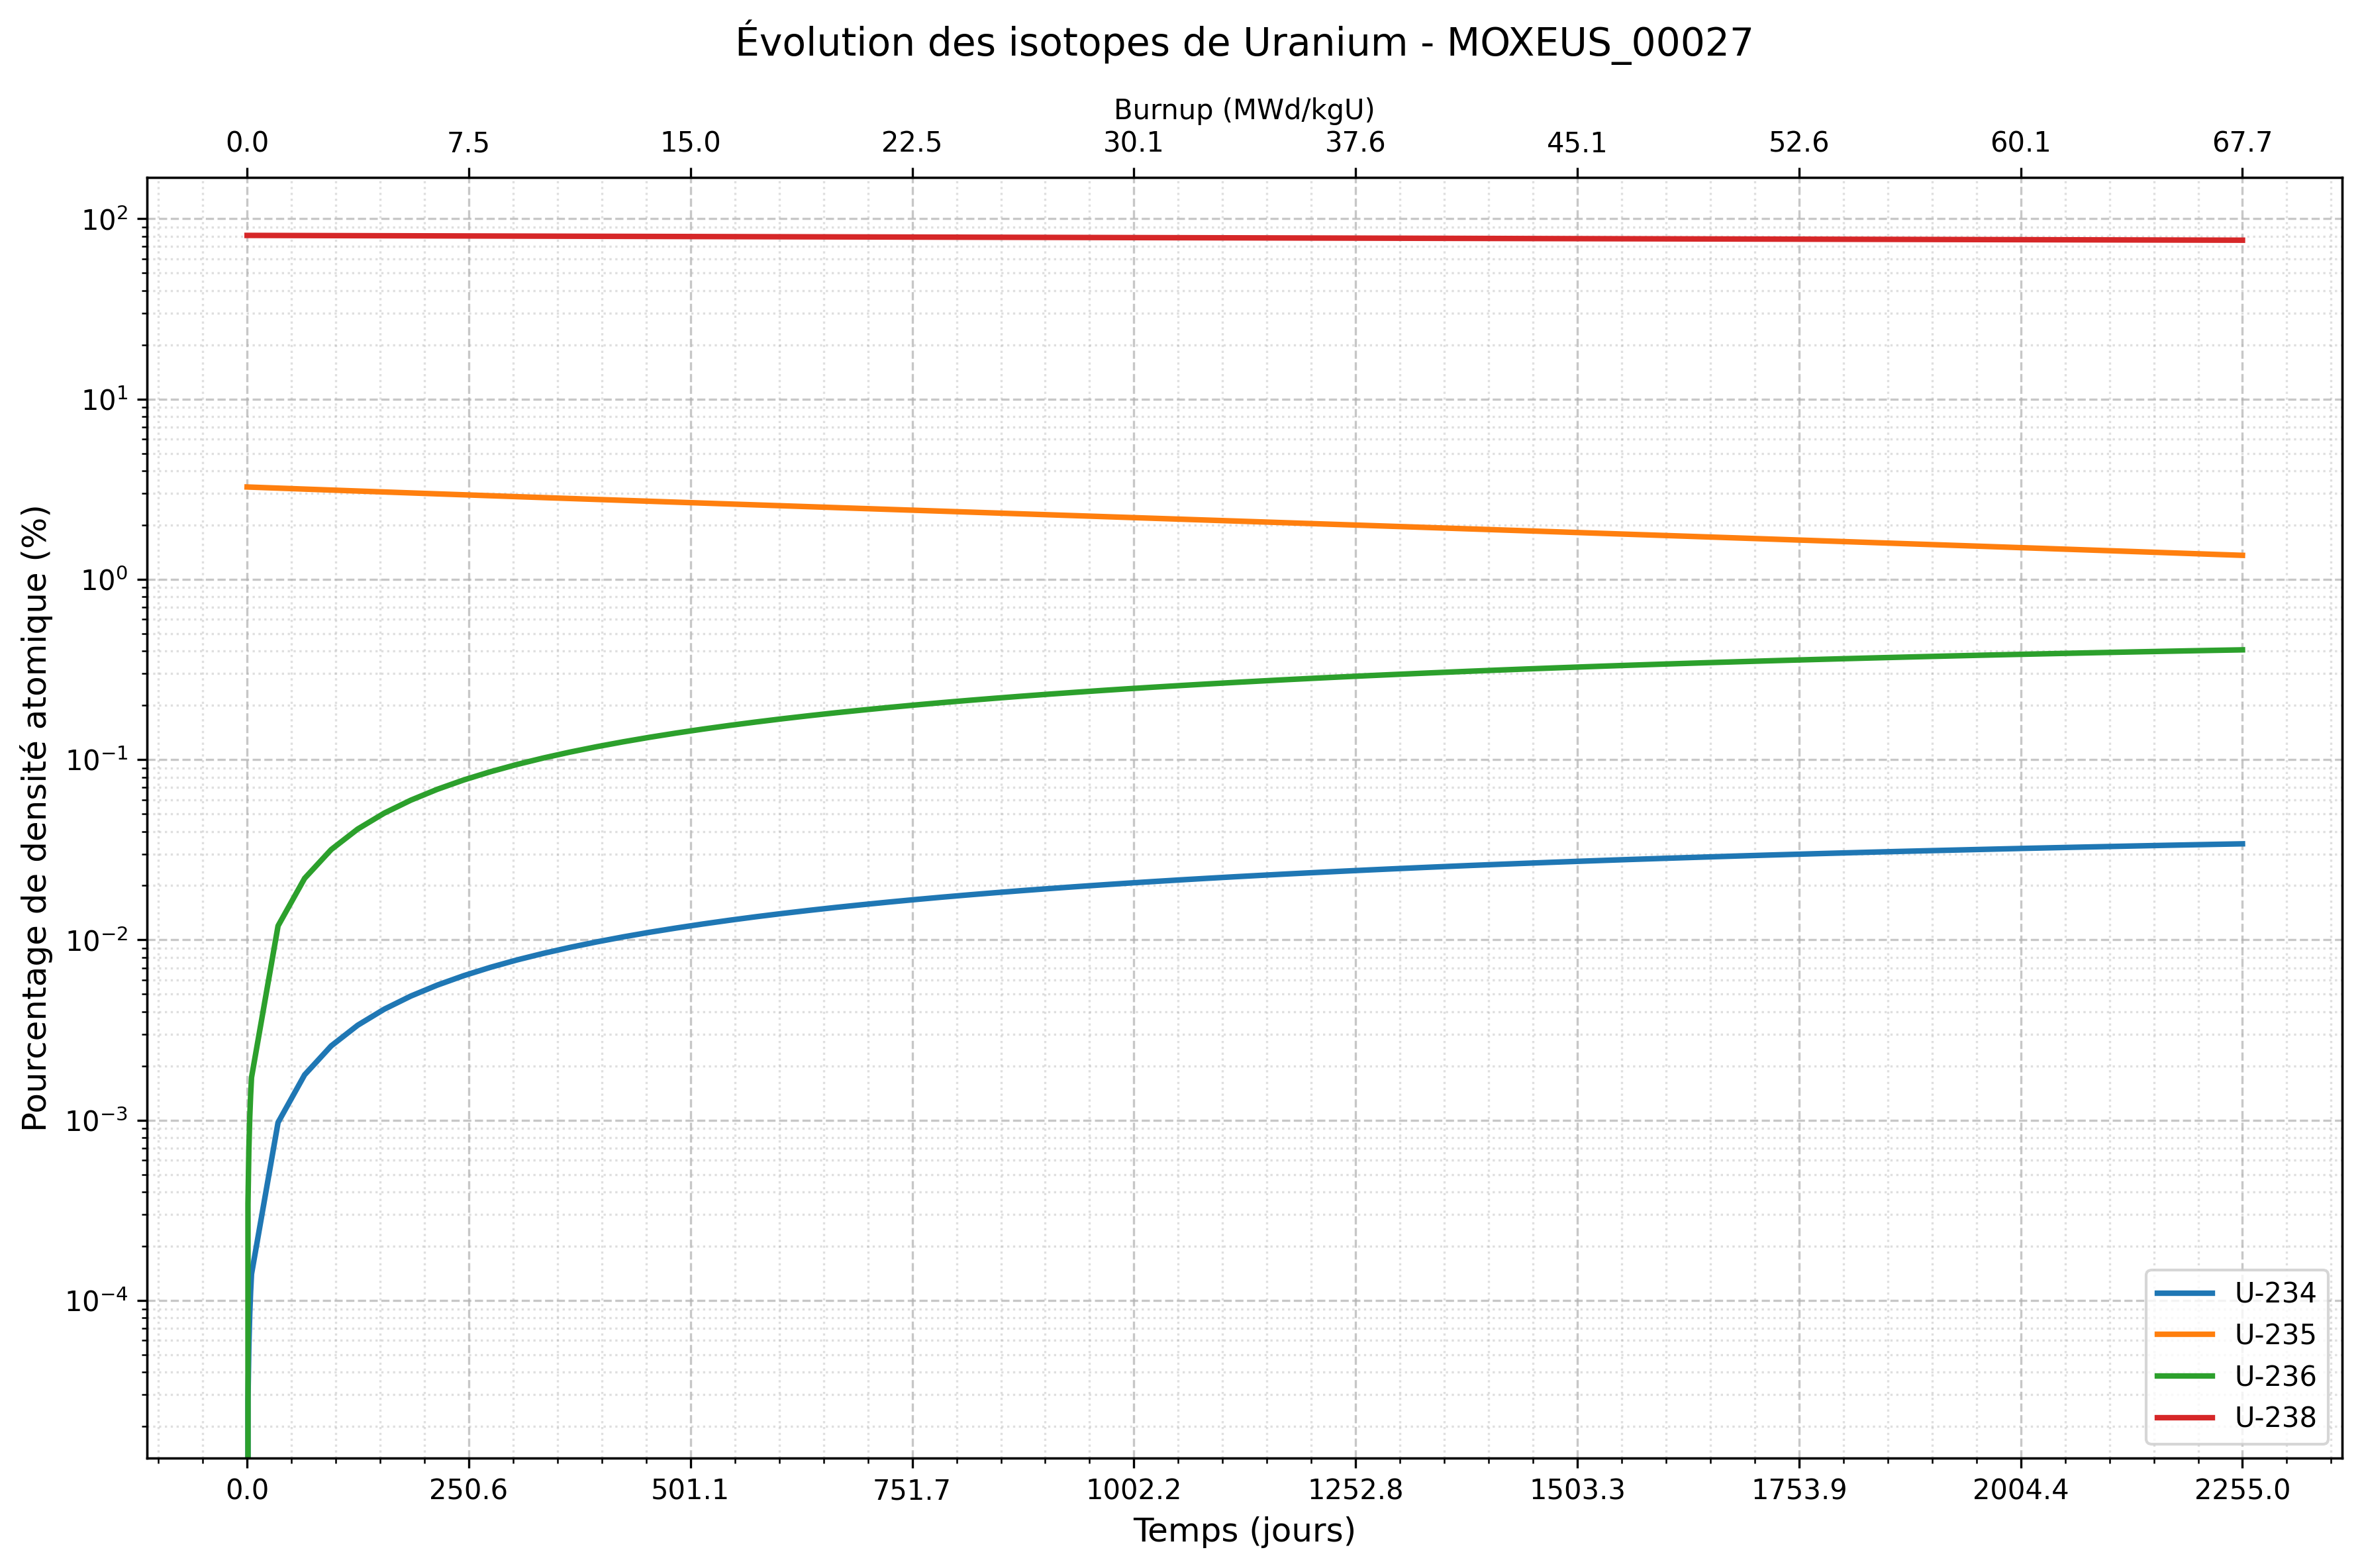 Évolution des isotopes de Uranium - MOXEUS_00027
Burnup (MWd/kgU)
0.0 7.5 15.0 22.5 30.1 37.6 45.1 52.6 60.1 67.7
10²
10¹
10⁰
10⁻¹
10⁻²
10⁻³
10⁻⁴
Pourcentage de densité atomique (%)
U-234
U-235
U-236
U-238
0.0 250.6 501.1 751.7 1002.2 1252.8 1503.3 1753.9 2004.4 2255.0
Temps (jours)